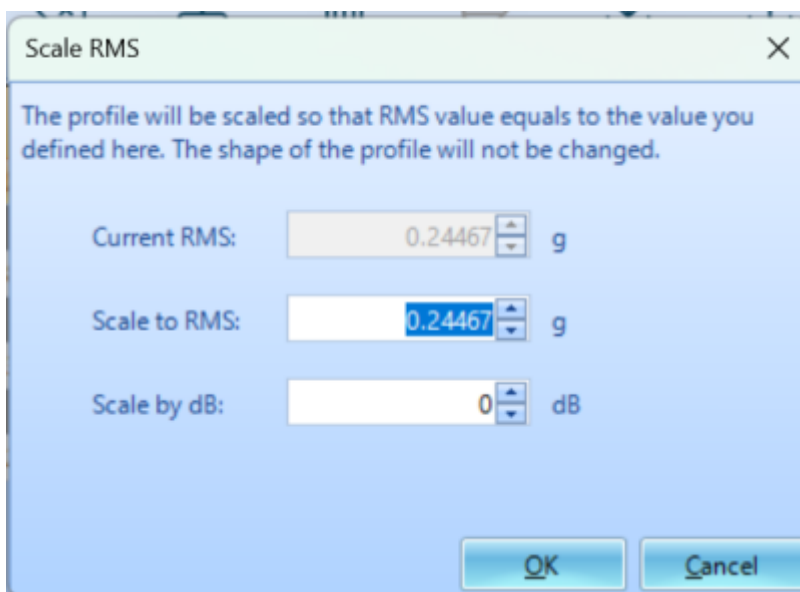 Scale RMS
The profile will be scaled so that RMS value equals to the value you
defined here. The shape of the profile will not be changed.
Current RMS: 0.24467 g
Scale to RMS: 0.24467 g
Scale by dB: 0 dB
OK Cancel